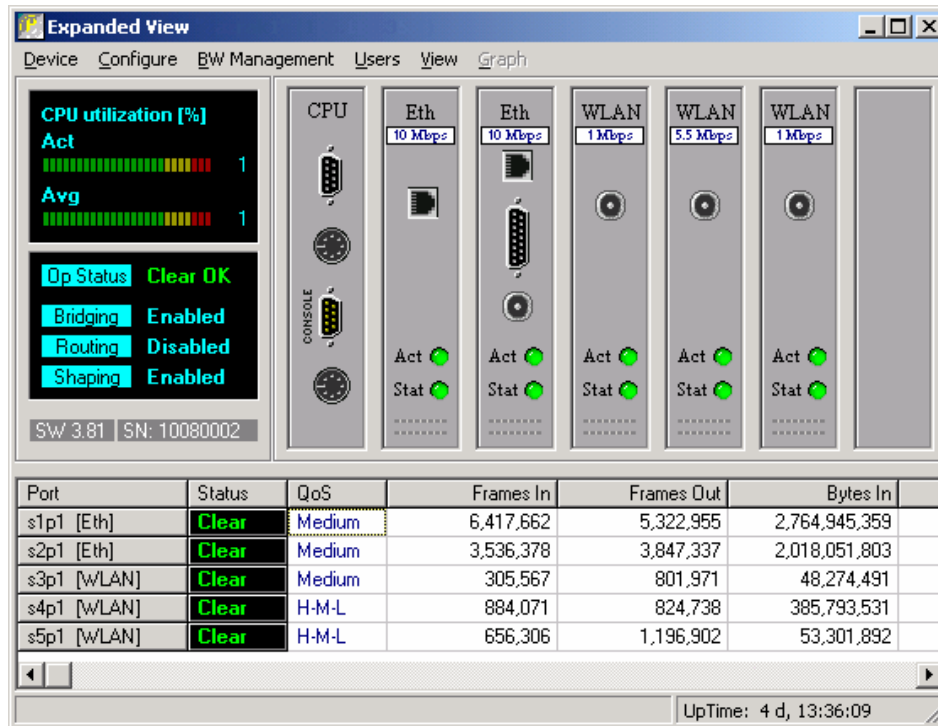 Expanded View
Device Configure BW Management Users View Graph
CPU utilization [%]
Act
1
Avg
1
Op Status Clear OK
Bridging Enabled
Routing Disabled
Shaping Enabled
SW 3.81 SN: 10080002
CPU Eth Eth WLAN WLAN WLAN
10 Mbps 10 Mbps 1 Mbps 5.5 Mbps 1 Mbps
CONSOLE
Act Act Act Act Act
Stat Stat Stat Stat Stat
Port Status QoS Frames In Frames Out Bytes In
s1p1 [Eth] Clear Medium 6,417,662 5,322,955 2,764,945,359
s2p1 [Eth] Clear Medium 3,536,378 3,847,337 2,018,051,803
s3p1 [WLAN] Clear Medium 305,567 801,971 48,274,491
s4p1 [WLAN] Clear H-M-L 884,071 824,738 385,793,531
s5p1 [WLAN] Clear H-M-L 656,306 1,196,902 53,301,892
UpTime: 4 d, 13:36:09